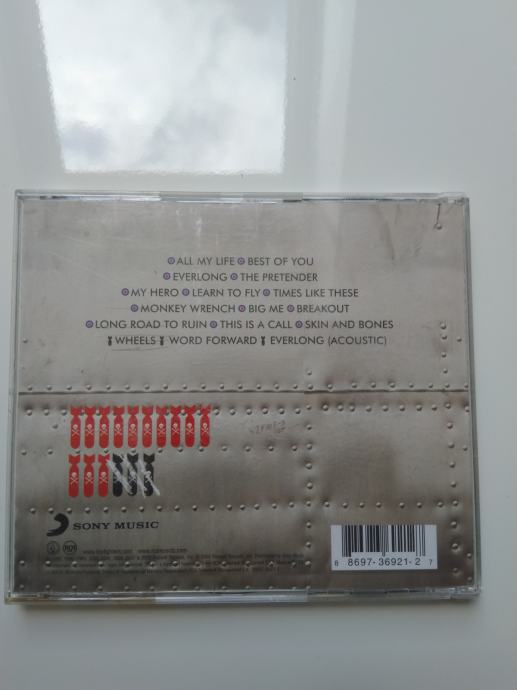 ALL MY LIFE BEST OF YOU
EVERLONG THE PRETENDER
MY HERO LEARN TO FLY TIMES LIKE THESE
MONKEY WRENCH BIG ME BREAKOUT
LONG ROAD TO RUIN THIS IS A CALL SKIN AND BONES
WHEELS WORD FORWARD EVERLONG (ACOUSTIC)
SONY MUSIC
8 8697-36921-2 7